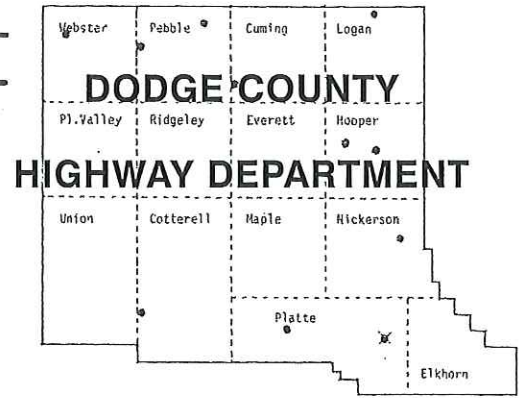 Webster Pebble Cuming Logan
DODGE COUNTY
Pl.Valley Ridgeley Everett Hooper
HIGHWAY DEPARTMENT
Union Cotterell Maple Nickerson
Platte
Elkhorn